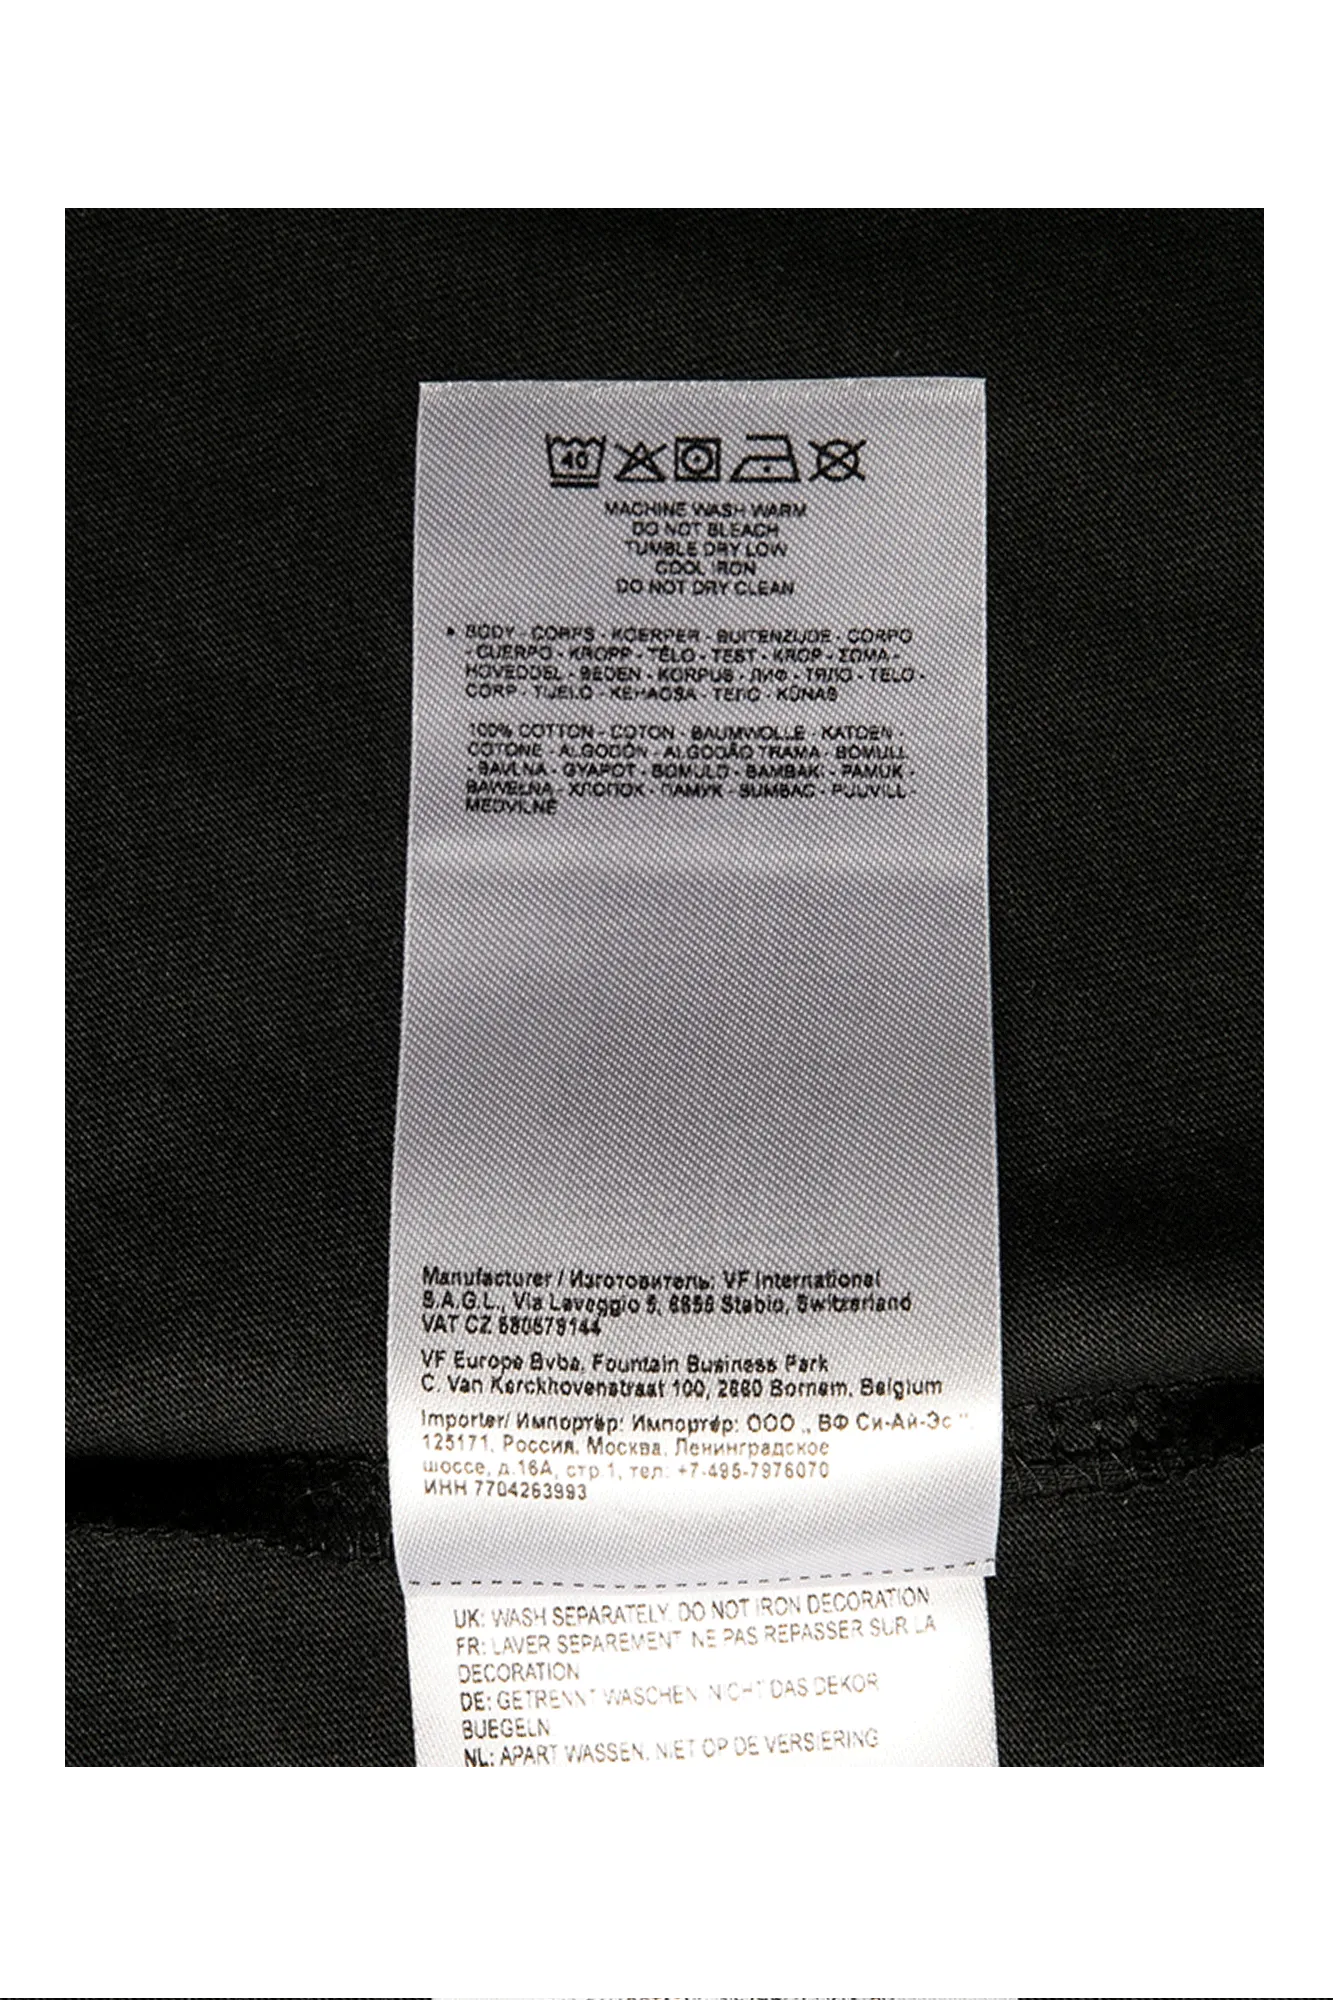 40
MACHINE WASH WARM
DO NOT BLEACH
TUMBLE DRY LOW
COOL IRON
DO NOT DRY CLEAN
BODY - CORPS - KOERPER - BUITENZIJDE - CORPO
- CUERPO - KROPP - TĚLO - TEST - KROP - ΣΩΜΑ -
HOVEDDEL - BEDEN - KORPUS - ЛИФ - ТЯЛО - TELO -
CORP - TIJELO - KEHAOSA - ТЕЛО - KŪNAS
100% COTTON - COTON - BAUMWOLLE - KATOEN -
COTONE - ALGODÓN - ALGODÃO TRAMA - BOMULL
- BAVLNA - GYAPOT - BOMULD - BAMBAKI - PAMUK -
BAWEŁNA - ХЛОПОК - ПАМУК - BUMBAC - PUUVILL -
MEDVILNĖ
Manufacturer / Изготовитель: VF International
S.A.G.L., Via Laveggio 5, 6855 Stabio, Switzerland
VAT CZ 680679144
VF Europe Bvba, Fountain Business Park
C. Van Kerckhovenstraat 100, 2880 Bornem, Belgium
Importer/ Импортёр: Импортёр: ООО „ ВФ Си-Ай-Эс ".
125171, Россия, Москва, Ленинградское
шоссе, д.16А, стр.1, тел: +7-495-7976070
ИНН 7704263993
UK: WASH SEPARATELY, DO NOT IRON DECORATION
FR: LAVER SEPAREMENT, NE PAS REPASSER SUR LA
DECORATION
DE: GETRENNT WASCHEN, NICHT DAS DEKOR
BUEGELN
NL: APART WASSEN, NIET OP DE VERSIERING